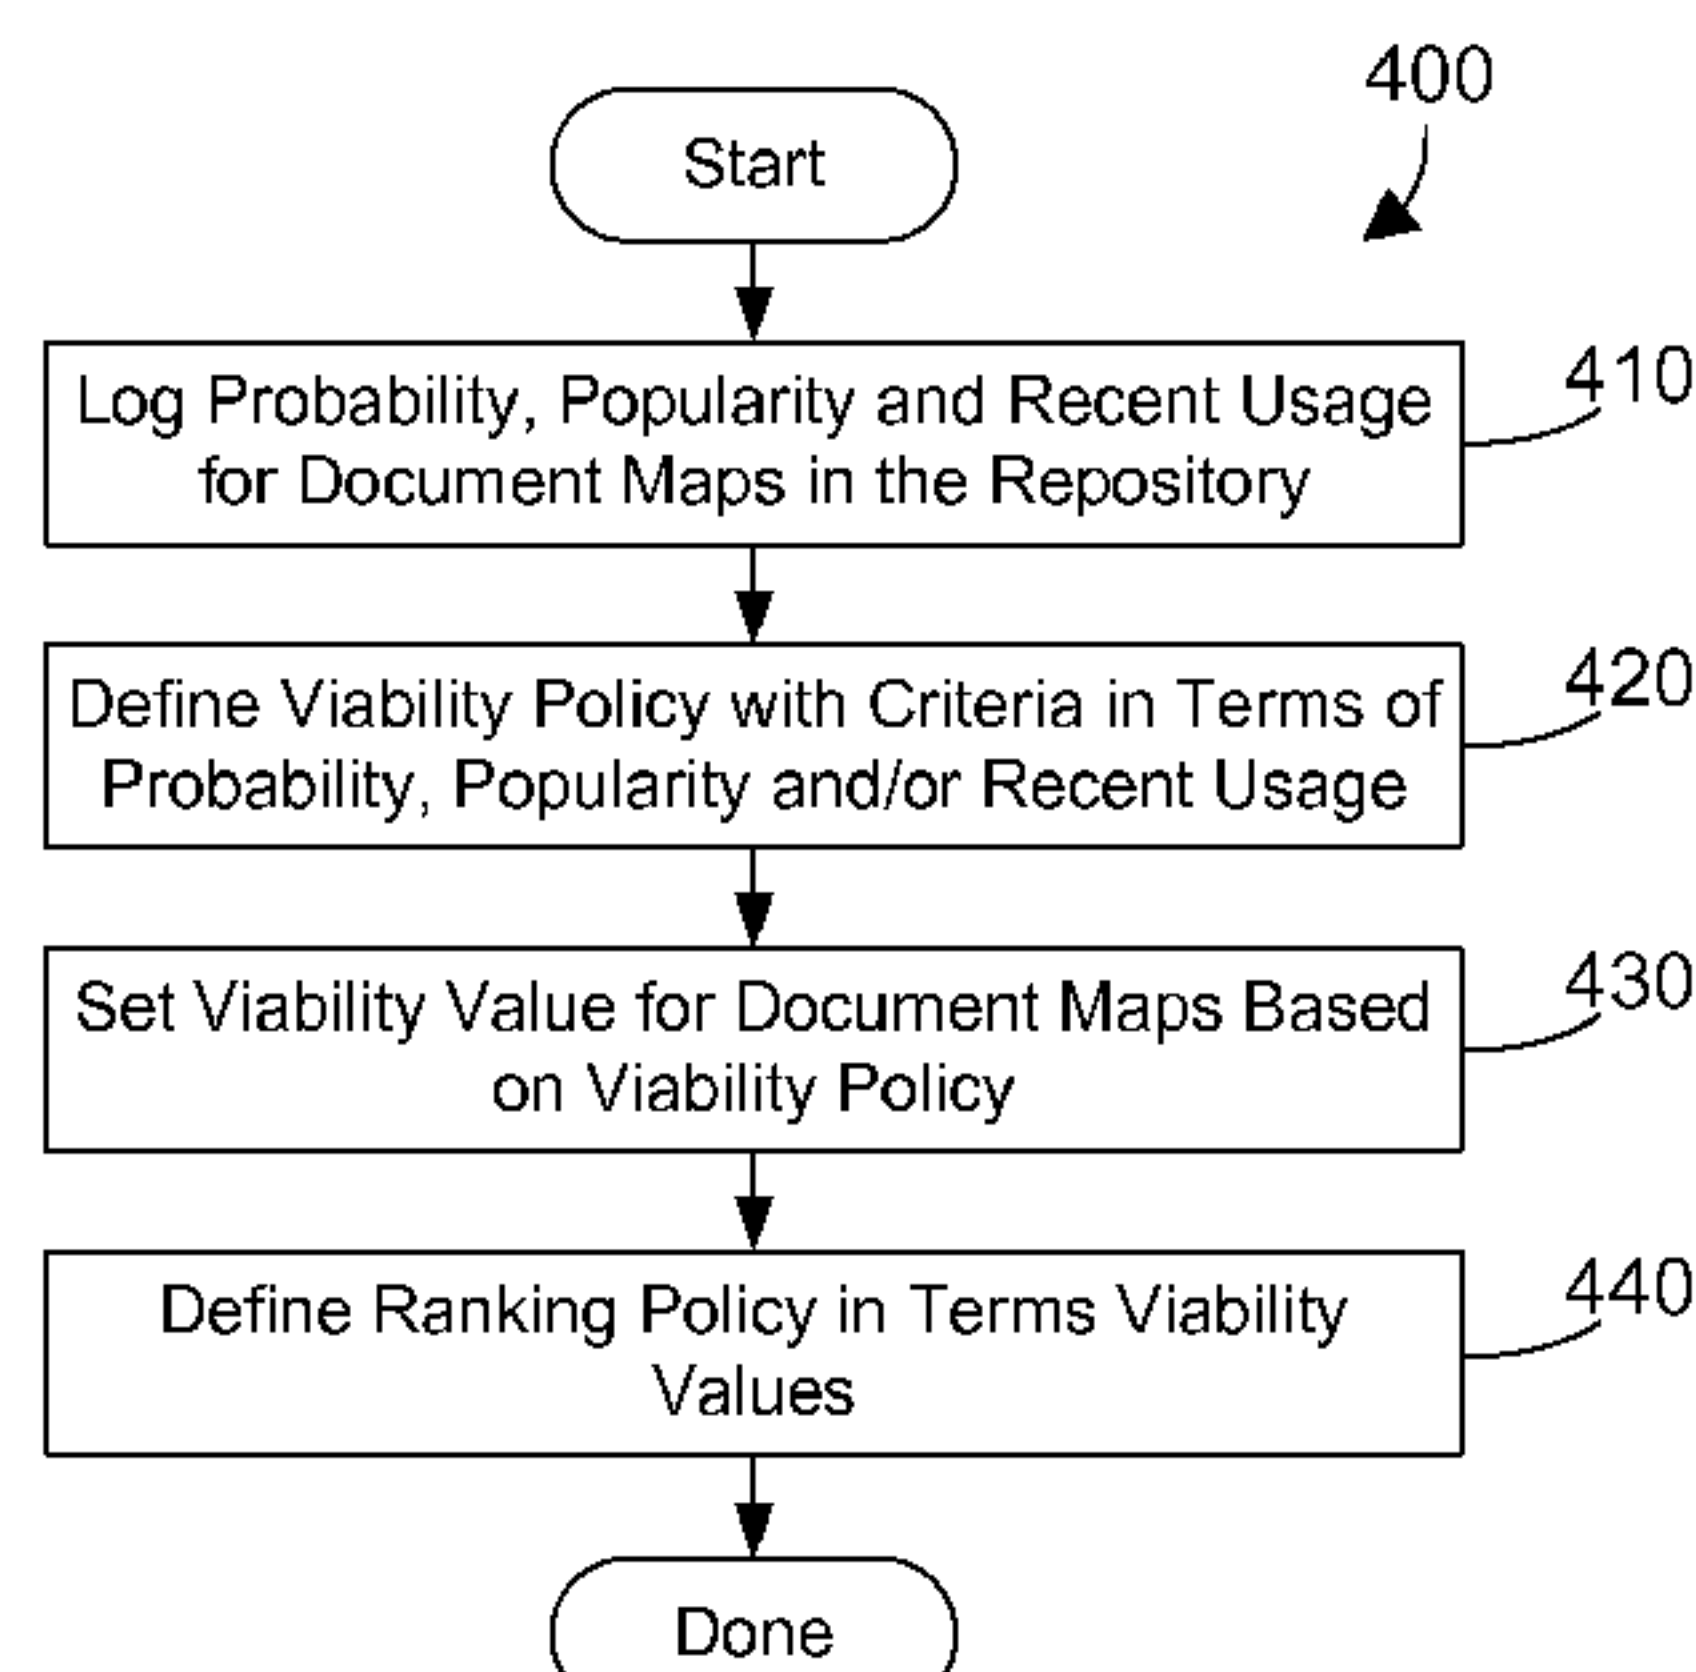 400
Start
Log Probability, Popularity and Recent Usage
for Document Maps in the Repository
410
Define Viability Policy with Criteria in Terms of
Probability, Popularity and/or Recent Usage
420
Set Viability Value for Document Maps Based
on Viability Policy
430
Define Ranking Policy in Terms Viability
Values
440
Done